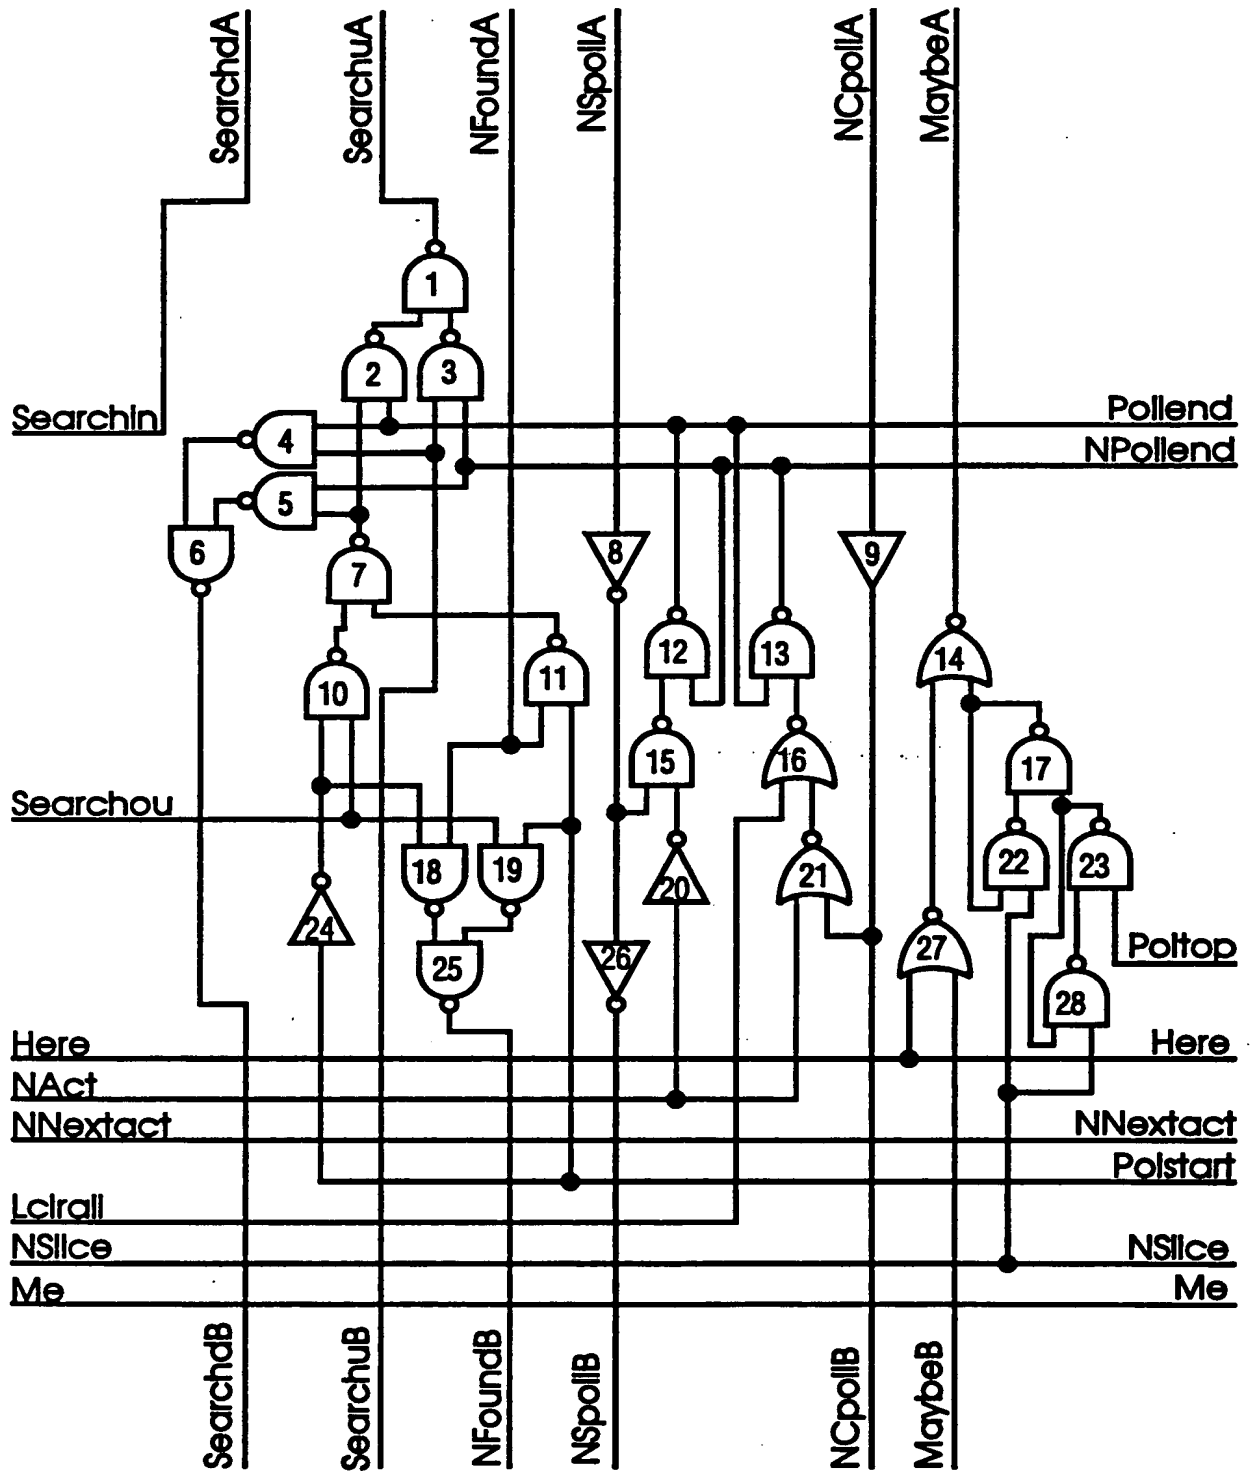 SearchdA
SearchuA
NFoundA
NSpollA
NCpollA
MaybeA
1
2
3
Searchin
Pollend
4
NPollend
5
6
7
8
9
10
11
12
13
14
15
16
17
Searchou
18
19
20
21
22
23
24
25
26
27
Poltop
28
Here
Here
NAct
NNextact
NNextact
Polstart
Lclrall
NSlice
NSlice
Me
Me
SearchdB
SearchuB
NFoundB
NSpollB
NCpollB
MaybeB